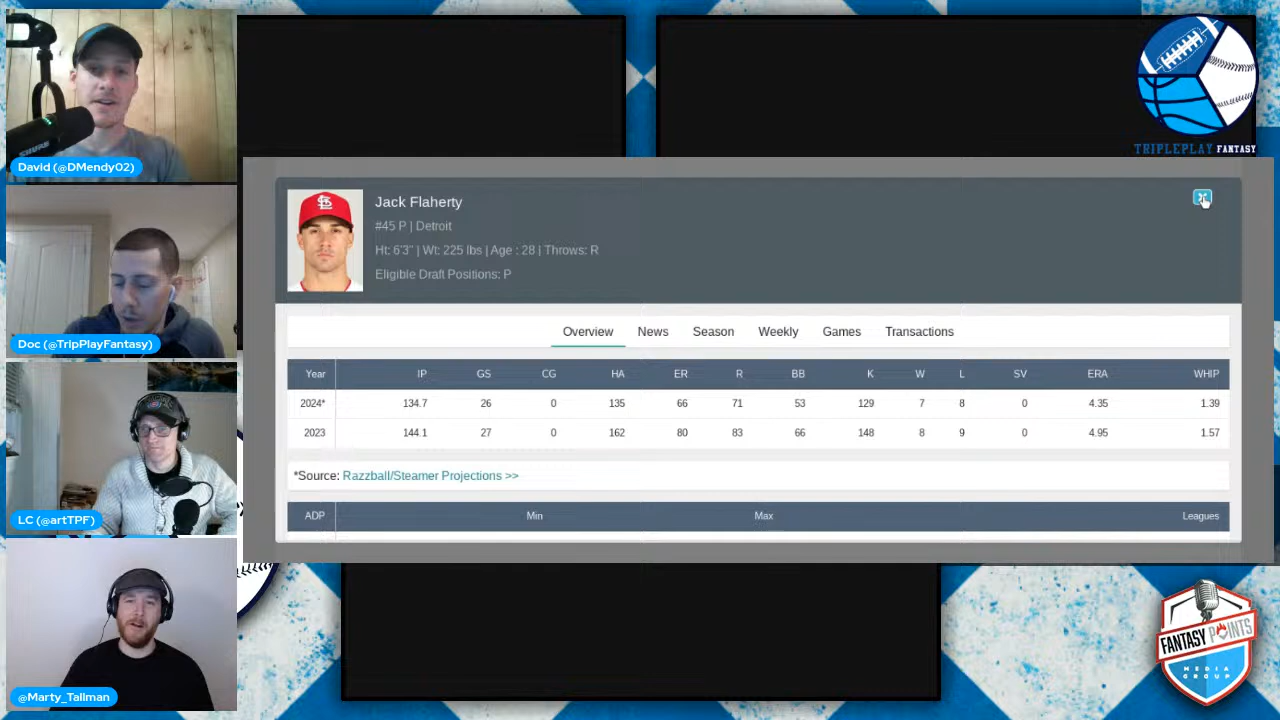 SHURE
David (@DMendy02)
Doc (@TripPlayFantasy)
LC (@artTPF)
@Marty_Tallman
TRIPLEPLAY FANTASY
Jack Flaherty
#45 P | Detroit
Ht: 6'3" | Wt: 225 lbs | Age : 28 | Throws: R
Eligible Draft Positions: P
Overview News Season Weekly Games Transactions
Year IP GS CG HA ER R BB K W L SV ERA WHIP
2024* 134.7 26 0 135 66 71 53 129 7 8 0 4.35 1.39
2023 144.1 27 0 162 80 83 66 148 8 9 0 4.95 1.57
*Source: Razzball/Steamer Projections >>
ADP Min Max Leagues
FANTASY POINTS
MEDIA
GROUP